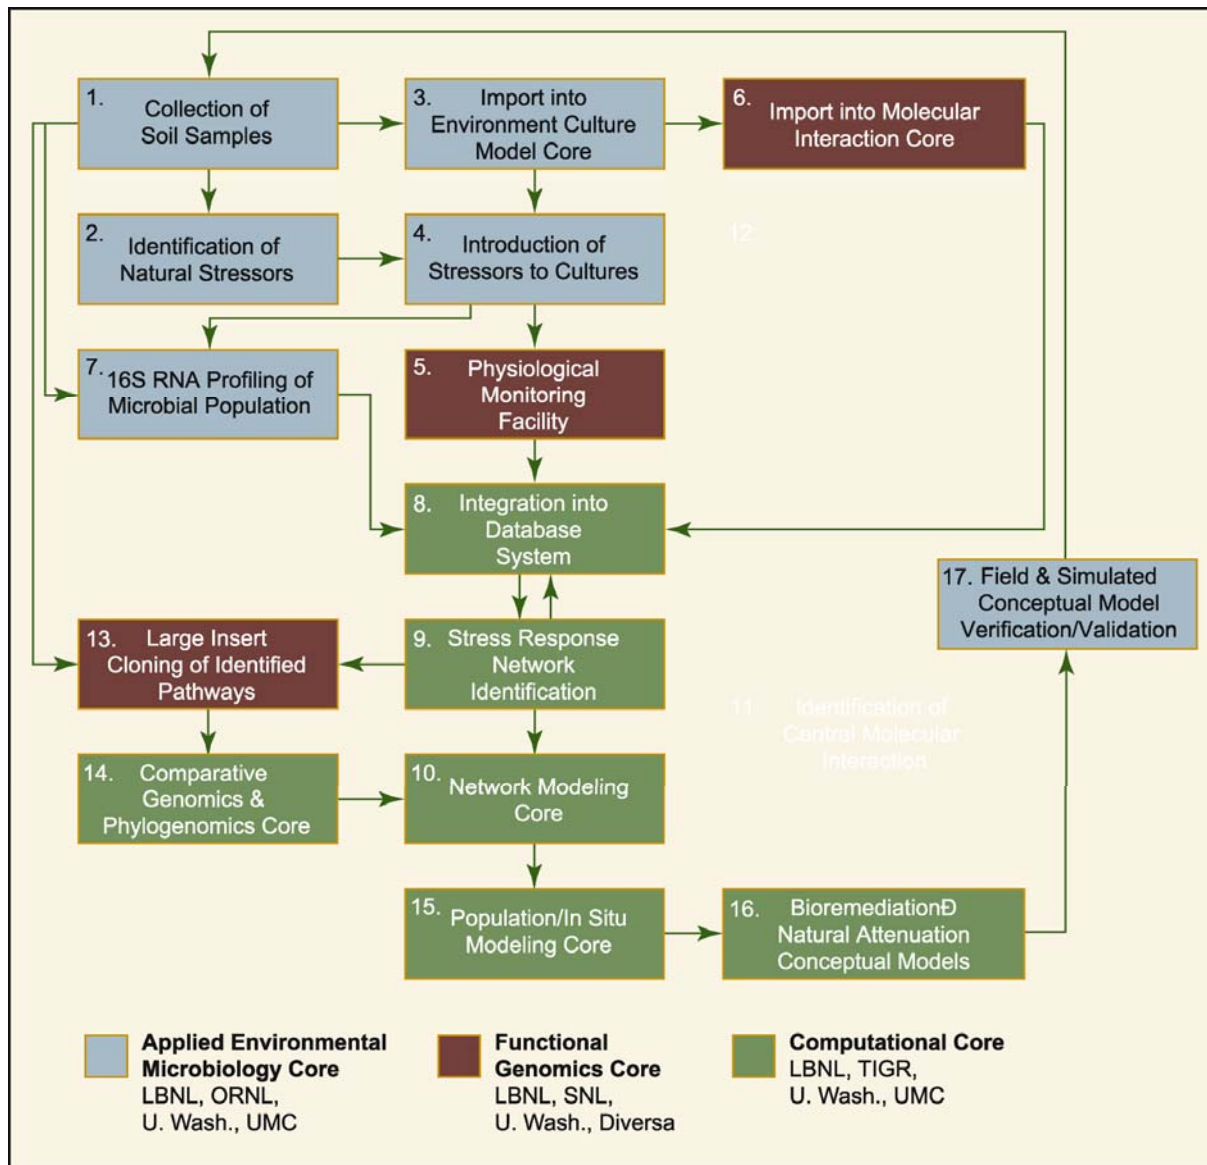 1. Collection of
Soil Samples
3. Import into
Environment Culture
Model Core
6. Import into Molecular
Interaction Core
2. Identification of
Natural Stressors
4. Introduction of
Stressors to Cultures
12.
7. 16S RNA Profiling of
Microbial Population
5. Physiological
Monitoring
Facility
8. Integration into
Database
System
17. Field & Simulated
Conceptual Model
Verification/Validation
13. Large Insert
Cloning of Identified
Pathways
9. Stress Response
Network
Identification
11. Identification of
Central Molecular
Interaction
14. Comparative
Genomics &
Phylogenomics Core
10. Network Modeling
Core
15. Population/In Situ
Modeling Core
16. BioremediationÐ
Natural Attenuation
Conceptual Models
Applied Environmental
Microbiology Core
LBNL, ORNL,
U. Wash., UMC
Functional
Genomics Core
LBNL, SNL,
U. Wash., Diversa
Computational Core
LBNL, TIGR,
U. Wash., UMC